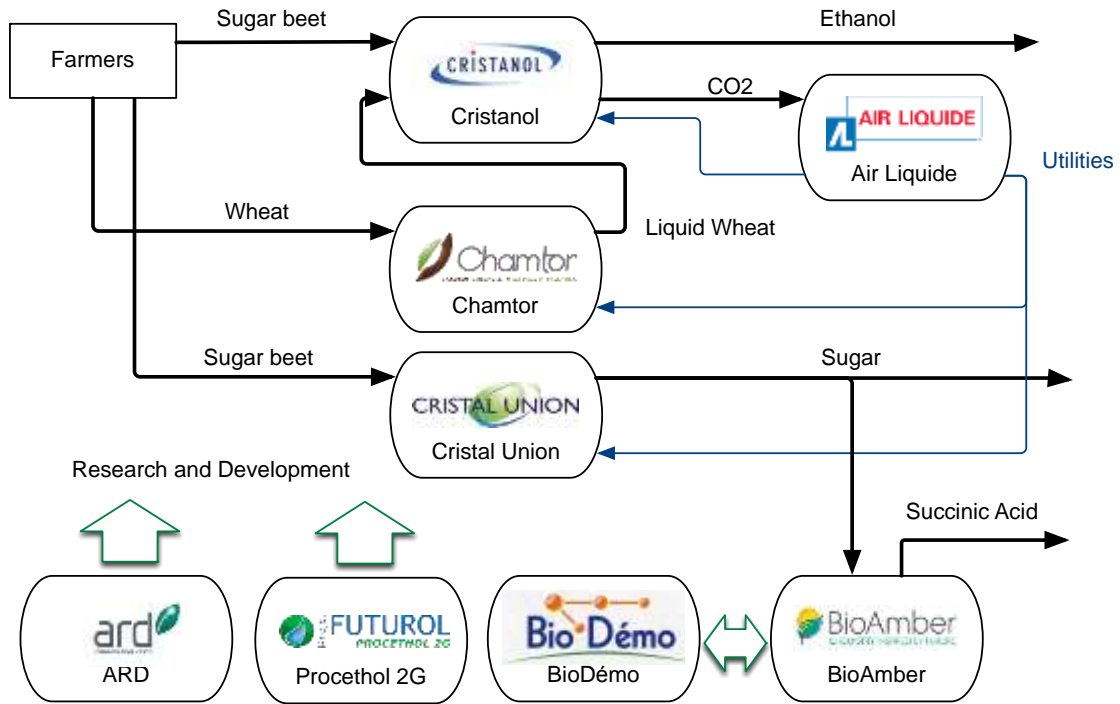 Sugar beet
Ethanol
Farmers
CRISTANOL
Cristanol
CO2
AIR LIQUIDE
AL
Air Liquide
Utilities
Wheat
Liquid Wheat
Chamtor
Chamtor
Sugar beet
Sugar
CRISTAL UNION
Cristal Union
Research and Development
Succinic Acid
ard
ARD
FUTUROL
PROCETHOL 2G
Procethol 2G
Bio Démo
BioDémo
BioAmber
BioAmber